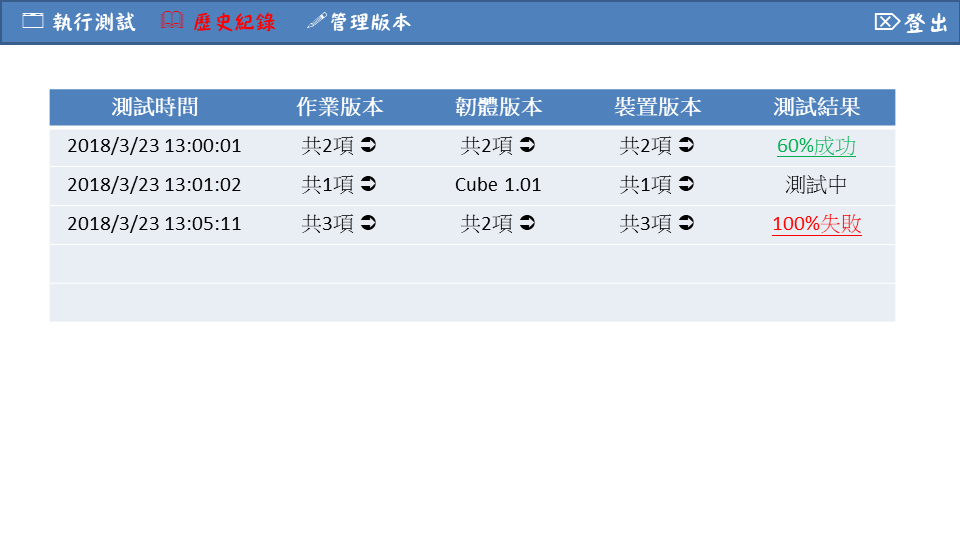 執行測試 歷史紀錄 管理版本 登出
測試時間 作業版本 韌體版本 裝置版本 測試結果
2018/3/23 13:00:01 共2項 共2項 共2項 60%成功
2018/3/23 13:01:02 共1項 Cube 1.01 共1項 測試中
2018/3/23 13:05:11 共3項 共2項 共3項 100%失敗